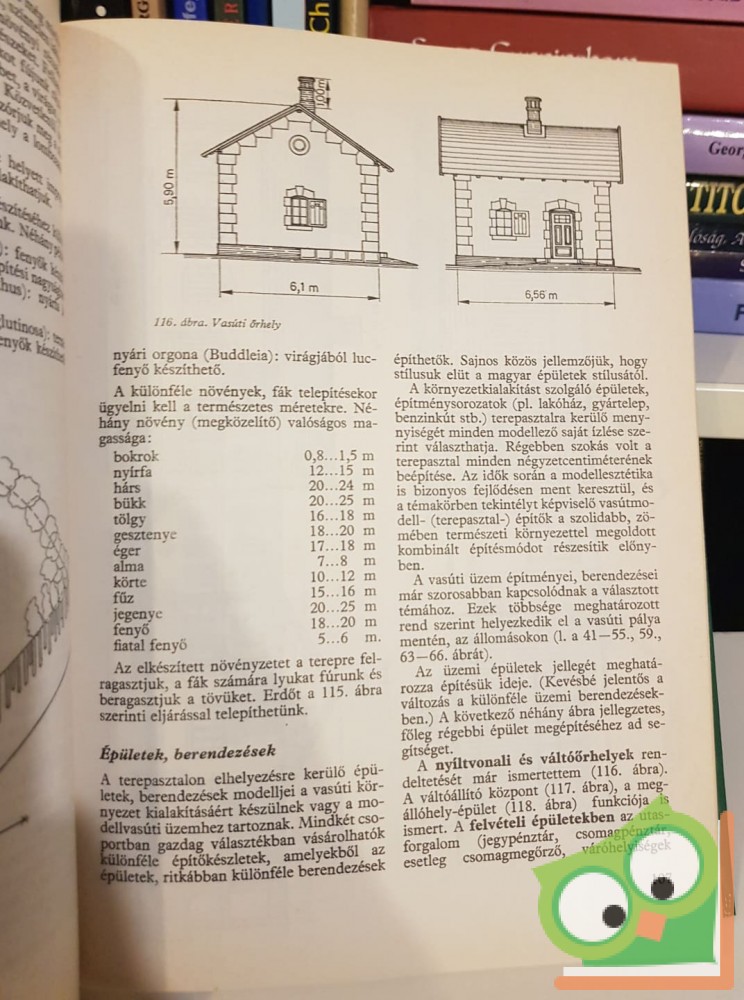 5,90 m
1,00m
6,1 m
6,56 m
116. ábra. Vasúti őrhely
nyári orgona (Buddleia): virágjából luc-
fenyő készíthető.
A különféle növények, fák telepítésekor
ügyelni kell a természetes méretekre. Né-
hány növény (megközelítő) valóságos ma-
gassága:
bokrok 0,8...1,5 m
nyírfa 12...15 m
hárs 20...24 m
bükk 20...25 m
tölgy 16...18 m
gesztenye 18...20 m
éger 17...18 m
alma 7...8 m
körte 10...12 m
fűz 15...16 m
jegenye 20...25 m
fenyő 18...20 m
fiatal fenyő 5...6 m.
Az elkészített növényzetet a terepre fel-
ragasztjuk, a fák számára lyukat fúrunk és
beragasztjuk a tövüket. Erdőt a 115. ábra
szerinti eljárással telepíthetünk.
Épületek, berendezések
A terepasztalon elhelyezésre kerülő épü-
letek, berendezések modelljei a vasúti kör-
nyezet kialakításáért készülnek vagy a mo-
dellvasúti üzemhez tartoznak. Mindkét cso-
portban gazdag választékban vásárolhatók
különféle építőkészletek, amelyekből az
épületek, ritkábban különféle berendezések
építhetők. Sajnos közös jellemzőjük, hogy
stílusuk elüt a magyar épületek stílusától.
A környezetkialakítást szolgáló épületek,
építménysorozatok (pl. lakóház, gyártelep,
benzinkút stb.) terepasztalra kerülő meny-
nyiségét minden modellező saját ízlése sze-
rint választhatja. Régebben szokás volt a
terepasztal minden négyzetcentiméterének
beépítése. Az idők során a modellesztétika
is bizonyos fejlődésen ment keresztül, és
a témakörben tekintélyt képviselő vasútmo-
dell- (terepasztal-) építők a szolidabb, zö-
mében természeti környezettel megoldott
kombinált építésmódot részesítik előny-
ben.
A vasúti üzem építményei, berendezései
már szorosabban kapcsolódnak a választott
témához. Ezek többsége meghatározott
rend szerint helyezkedik el a vasúti pálya
mentén, az állomásokon (l. a 41—55., 59.,
63—66. ábrát).
Az üzemi épületek jellegét meghatá-
rozza építésük ideje. (Kevésbé jelentős a
változás a különféle üzemi berendezések-
ben.) A következő néhány ábra jellegzetes,
főleg régebbi épület megépítéséhez ad se-
gítséget.
A nyíltvonali és váltóőrhelyek ren-
deltetését már ismertettem (116. ábra).
A váltóállító központ (117. ábra), a meg-
állóhely-épület (118. ábra) funkciója is
ismert. A felvételi épületekben az utas-
forgalom (jegypénztár, csomagpénztár,
esetleg csomagmegőrző, váróhelyiségek
Ch
Georg
TITO